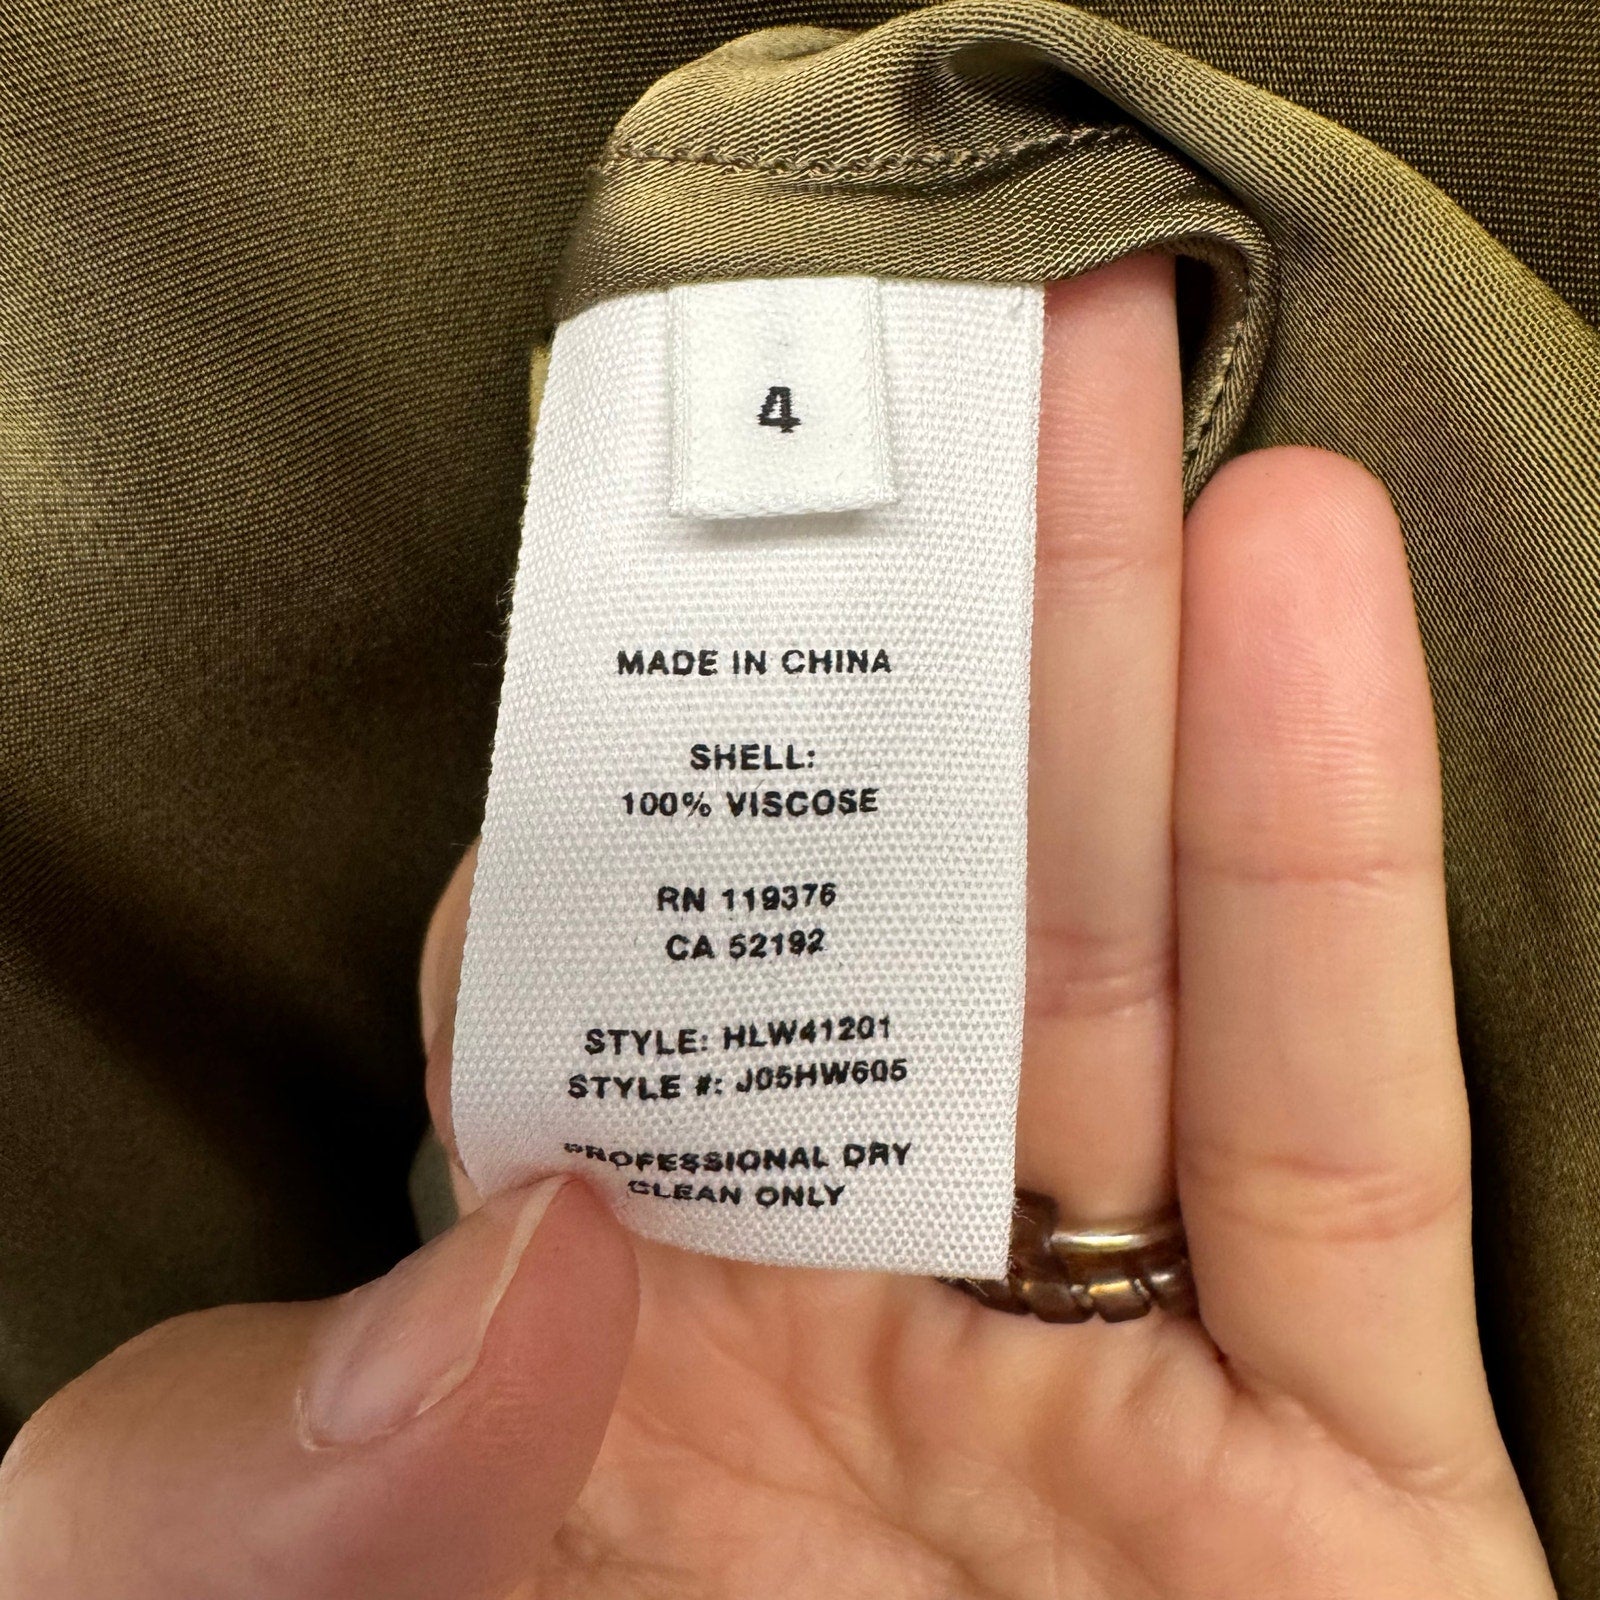 4
MADE IN CHINA
SHELL:
100% VISCOSE
RN 119376
CA 52192
STYLE: HLW41201
STYLE #: J05HW605
PROFESSIONAL DRY
CLEAN ONLY